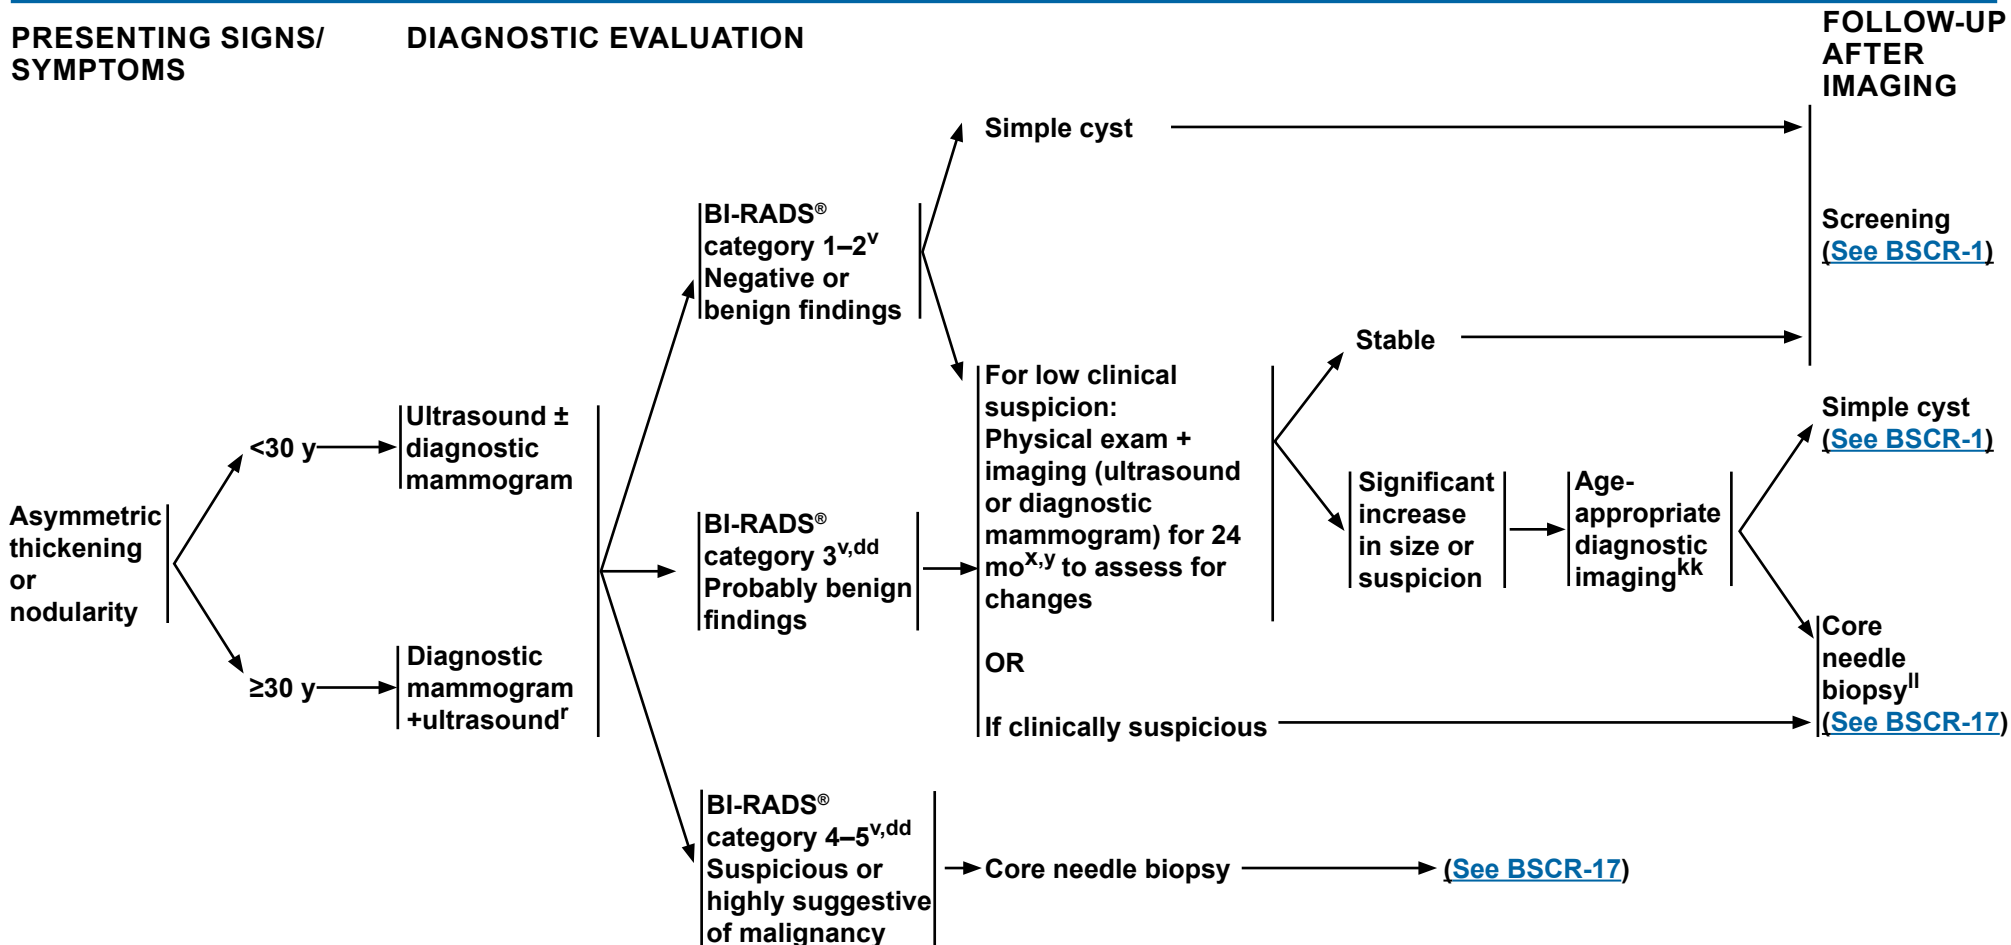 PRESENTING SIGNS/
SYMPTOMS
DIAGNOSTIC EVALUATION
FOLLOW-UP
AFTER
IMAGING
Asymmetric
thickening
or
nodularity
<30 y
Ultrasound ±
diagnostic
mammogram
≥30 y
Diagnostic
mammogram
+ultrasoundʳ
BI-RADS®
category 1–2ᵛ
Negative or
benign findings
BI-RADS®
category 3ᵛ,ᵈᵈ
Probably benign
findings
BI-RADS®
category 4–5ᵛ,ᵈᵈ
Suspicious or
highly suggestive
of malignancy
Simple cyst
For low clinical
suspicion:
Physical exam +
imaging (ultrasound
or diagnostic
mammogram) for 24
moˣ,ʸ to assess for
changes
OR
If clinically suspicious
Core needle biopsy
(See BSCR-17)
Stable
Significant
increase
in size or
suspicion
Age-
appropriate
diagnostic
imagingᵏᵏ
Screening
(See BSCR-1)
Simple cyst
(See BSCR-1)
Core
needle
biopsyˡˡ
(See BSCR-17)